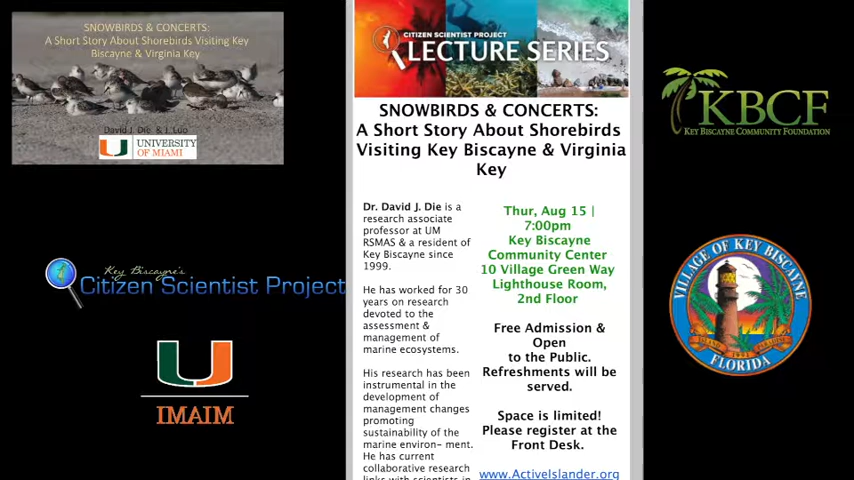 SNOWBIRDS & CONCERTS:
A Short Story About Shorebirds Visiting Key
Biscayne & Virginia Key
David J. Die & J. Luo
UNIVERSITY
OF MIAMI
Key Biscayne's
Citizen Scientist Project
IMAIM
CITIZEN SCIENTIST PROJECT
LECTURE SERIES
SNOWBIRDS & CONCERTS:
A Short Story About Shorebirds
Visiting Key Biscayne & Virginia
Key
Dr. David J. Die is a
research associate
professor at UM
RSMAS & a resident of
Key Biscayne since
1999.
He has worked for 30
years on research
devoted to the
assessment &
management of
marine ecosystems.
His research has been
instrumental in the
development of
management changes
promoting
sustainability of the
marine environ- ment.
He has current
collaborative research
links with scientists in
Thur, Aug 15 |
7:00pm
Key Biscayne
Community Center
10 Village Green Way
Lighthouse Room,
2nd Floor
Free Admission &
Open
to the Public.
Refreshments will be
served.
Space is limited!
Please register at the
Front Desk.
www.ActiveIslander.org
KBCF
KEY BISCAYNE COMMUNITY FOUNDATION
VILLAGE OF KEY BISCAYNE
ISLAND PARADISE
1991
FLORIDA